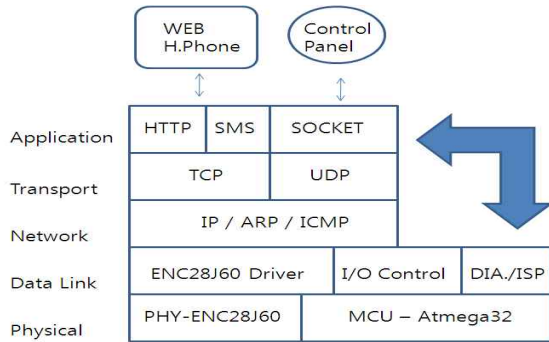 WEB
H.Phone
Control
Panel
Application
HTTP
SMS
SOCKET
Transport
TCP
UDP
Network
IP / ARP / ICMP
Data Link
ENC28J60 Driver
I/O Control
DIA./ISP
Physical
PHY-ENC28J60
MCU – Atmega32